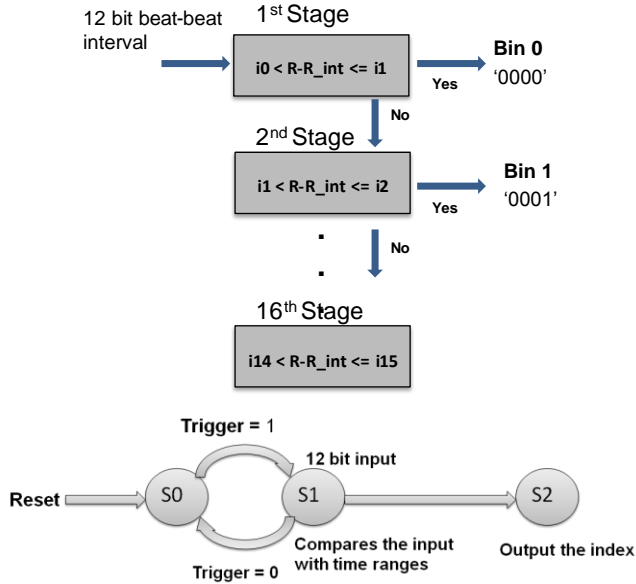 12 bit beat-beat
interval
1st Stage
i0 < R-R_int <= i1
Yes
Bin 0
‘0000’
No
2nd Stage
i1 < R-R_int <= i2
Yes
Bin 1
‘0001’
No
16th Stage
i14 < R-R_int <= i15
Trigger = 1
12 bit input
Reset
S0
S1
S2
Compares the input
with time ranges
Output the index
Trigger = 0